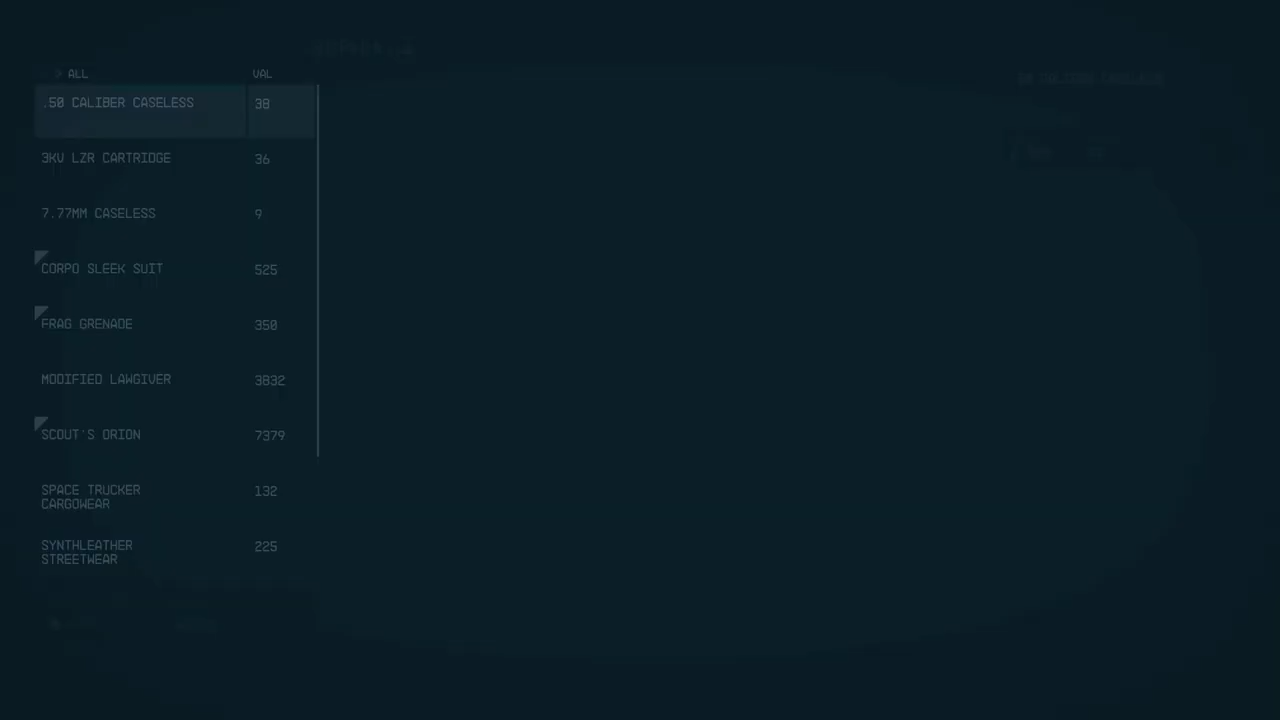 > ALL VAL
.50 CALIBER CASELESS 38
3KV LZR CARTRIDGE 36
7.77MM CASELESS 9
CORPO SLEEK SUIT 525
FRAG GRENADE 350
MODIFIED LAWGIVER 3832
SCOUT'S ORION 7379
SPACE TRUCKER 132
CARGOWEAR
SYNTHLEATHER 225
STREETWEAR